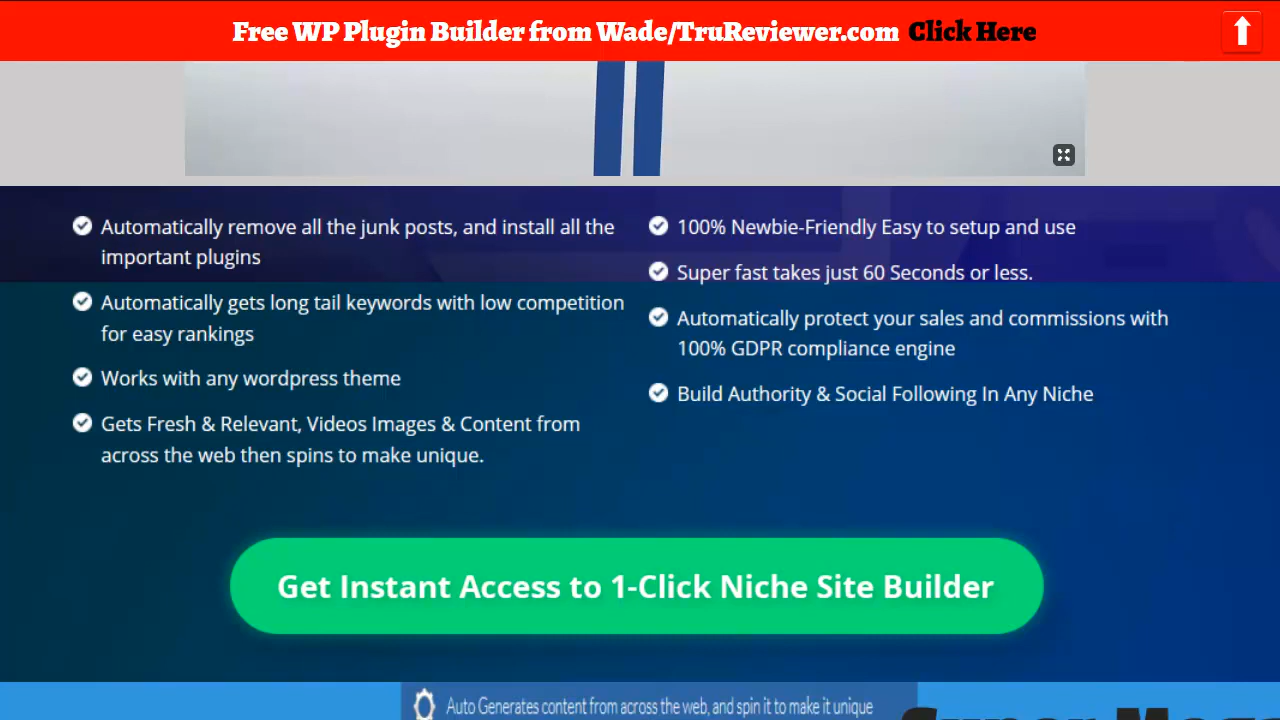 Free WP Plugin Builder from Wade/TruReviewer.com Click Here
Automatically remove all the junk posts, and install all the
important plugins
Automatically gets long tail keywords with low competition
for easy rankings
Works with any wordpress theme
Gets Fresh & Relevant, Videos Images & Content from
across the web then spins to make unique.
100% Newbie-Friendly Easy to setup and use
Super fast takes just 60 Seconds or less.
Automatically protect your sales and commissions with
100% GDPR compliance engine
Build Authority & Social Following In Any Niche
Get Instant Access to 1-Click Niche Site Builder
Auto Generates content from across the web, and spin it to make it unique